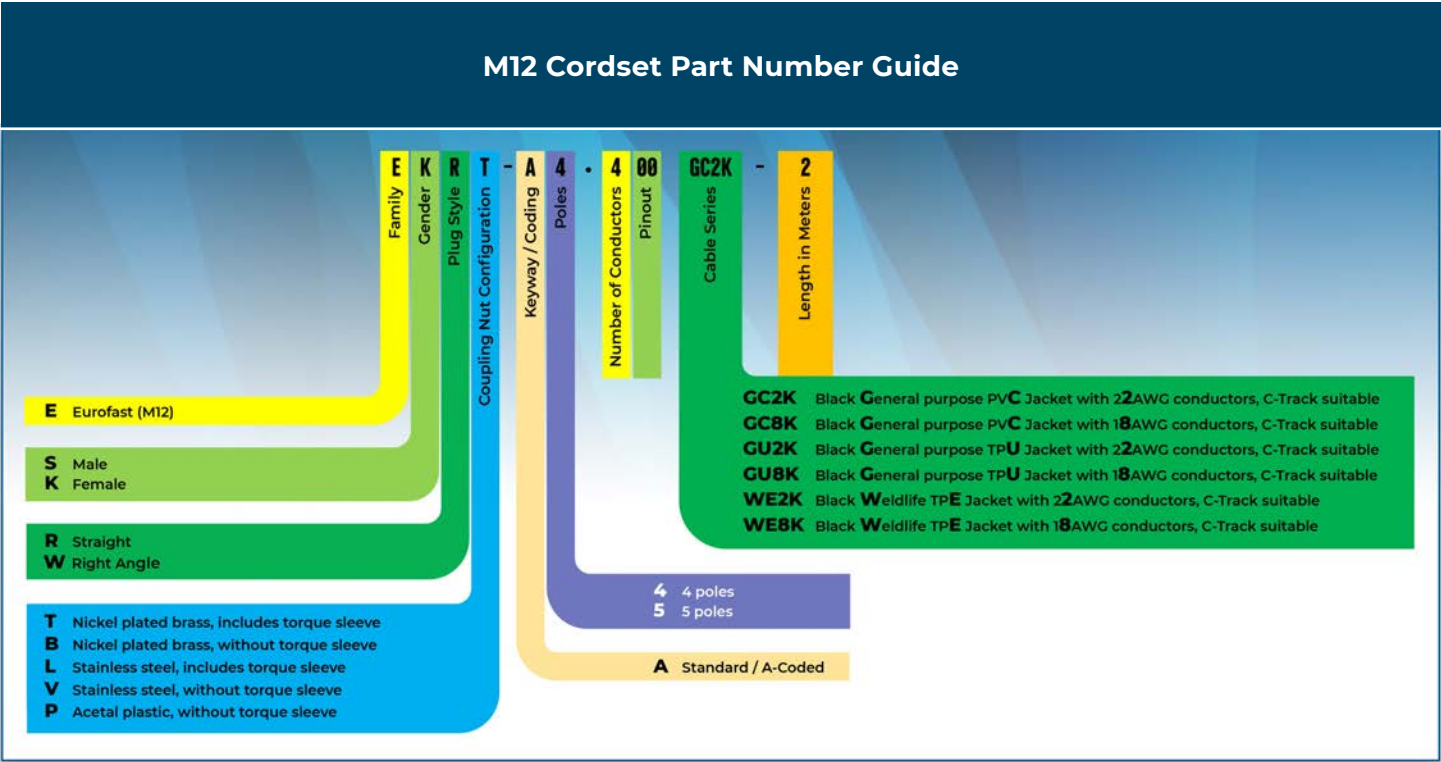 M12 Cordset Part Number Guide
E K R T - A 4 . 4 00 GC2K - 2
Family
Gender
Plug Style
Coupling Nut Configuration
Keyway / Coding
Poles
Number of Conductors
Pinout
Cable Series
Length in Meters
E Eurofast (M12)
S Male
K Female
R Straight
W Right Angle
T Nickel plated brass, includes torque sleeve
B Nickel plated brass, without torque sleeve
L Stainless steel, includes torque sleeve
V Stainless steel, without torque sleeve
P Acetal plastic, without torque sleeve
GC2K Black General purpose PVC Jacket with 22AWG conductors, C-Track suitable
GC8K Black General purpose PVC Jacket with 18AWG conductors, C-Track suitable
GU2K Black General purpose TPU Jacket with 22AWG conductors, C-Track suitable
GU8K Black General purpose TPU Jacket with 18AWG conductors, C-Track suitable
WE2K Black Weldlife TPE Jacket with 22AWG conductors, C-Track suitable
WE8K Black Weldlife TPE Jacket with 18AWG conductors, C-Track suitable
4 4 poles
5 5 poles
A Standard / A-Coded